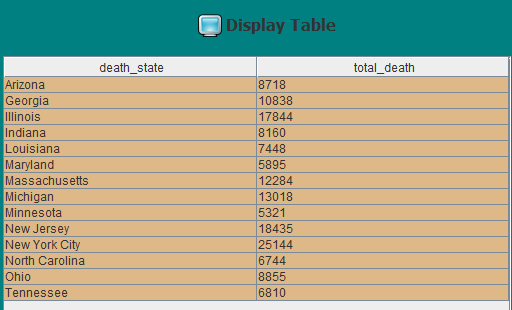 Display Table
death_state total_death
Arizona 8718
Georgia 10838
Illinois 17844
Indiana 8160
Louisiana 7448
Maryland 5895
Massachusetts 12284
Michigan 13018
Minnesota 5321
New Jersey 18435
New York City 25144
North Carolina 6744
Ohio 8855
Tennessee 6810